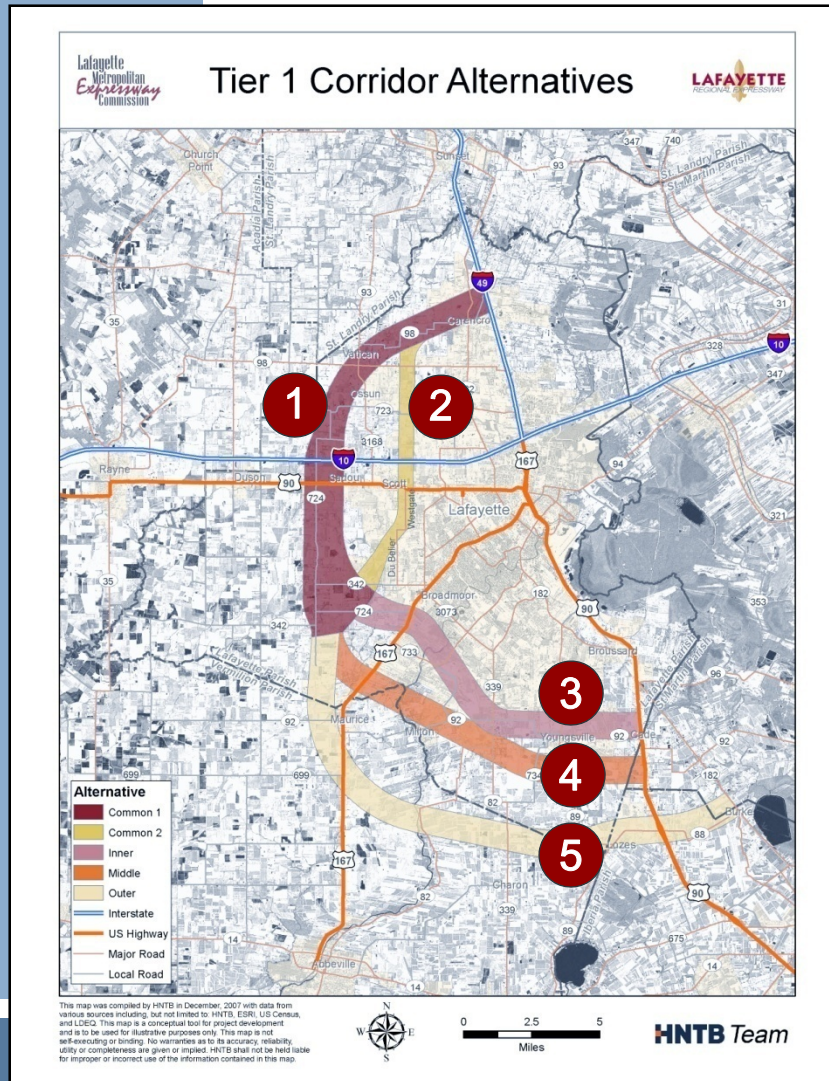 Lafayette
Metropolitan
Expressway
Commission
Tier 1 Corridor Alternatives
LAFAYETTE
REGIONAL EXPRESSWAY
Church
Point
Sunset
93
347
740
St. Landry Parish
St. Martin Parish
Acadia Parish
St. Landry Parish
49
93
35
St. Landry Parish
98
Carencro
31
Vatican
328
10
347
98
1
2
Ossun
723
3168
10
167
94
Rayne
Duson
90
Scott
724
Lafayette
321
Westgate
Du Belier
35
342
Broadmoor
182
353
724
3073
90
342
167
733
Broussard
Lafayette Parish
Vermilion Parish
Lafayette Parish
St Martin Parish
96
339
3
92
Maurice
92
Milton
Youngsville
92
Cade
699
699
734
4
182
82
89
88
5
Charon
167
82
339
Iberia Parish
90
89
675
14
14
14
Abbeville
14
Alternative
Common 1
Common 2
Inner
Middle
Outer
Interstate
US Highway
Major Road
Local Road
This map was compiled by HNTB in December, 2007 with data from
various sources including, but not limited to: HNTB, ESRI, US Census,
and LDEQ. This map is a conceptual tool for project development
and is to be used for illustrative purposes only. This map is not
self-executing or binding. No warranties as to its accuracy, reliability,
utility or completeness are given or implied. HNTB shall not be held liable
for improper or incorrect use of the information contained in this map.
N
W
E
S
0
2.5
5
Miles
HNTB Team